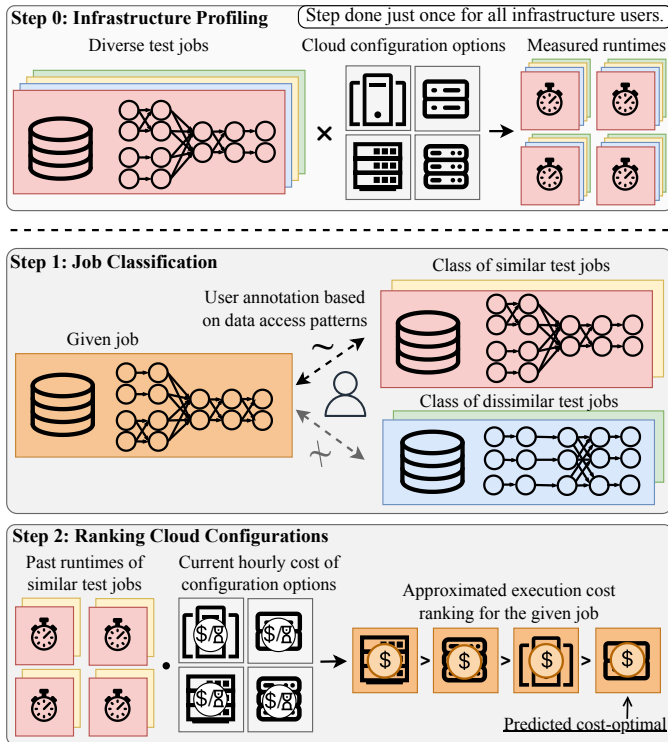 Step 0: Infrastructure Profiling
Step done just once for all infrastructure users.
Diverse test jobs
Cloud configuration options
Measured runtimes
×
Step 1: Job Classification
Class of similar test jobs
User annotation based
on data access patterns
Given job
~
≁
Class of dissimilar test jobs
Step 2: Ranking Cloud Configurations
Past runtimes of
similar test jobs
Current hourly cost of
configuration options
Approximated execution cost
ranking for the given job
$/ $/
$/ $/
·
$ > $ > $ > $
Predicted cost-optimal